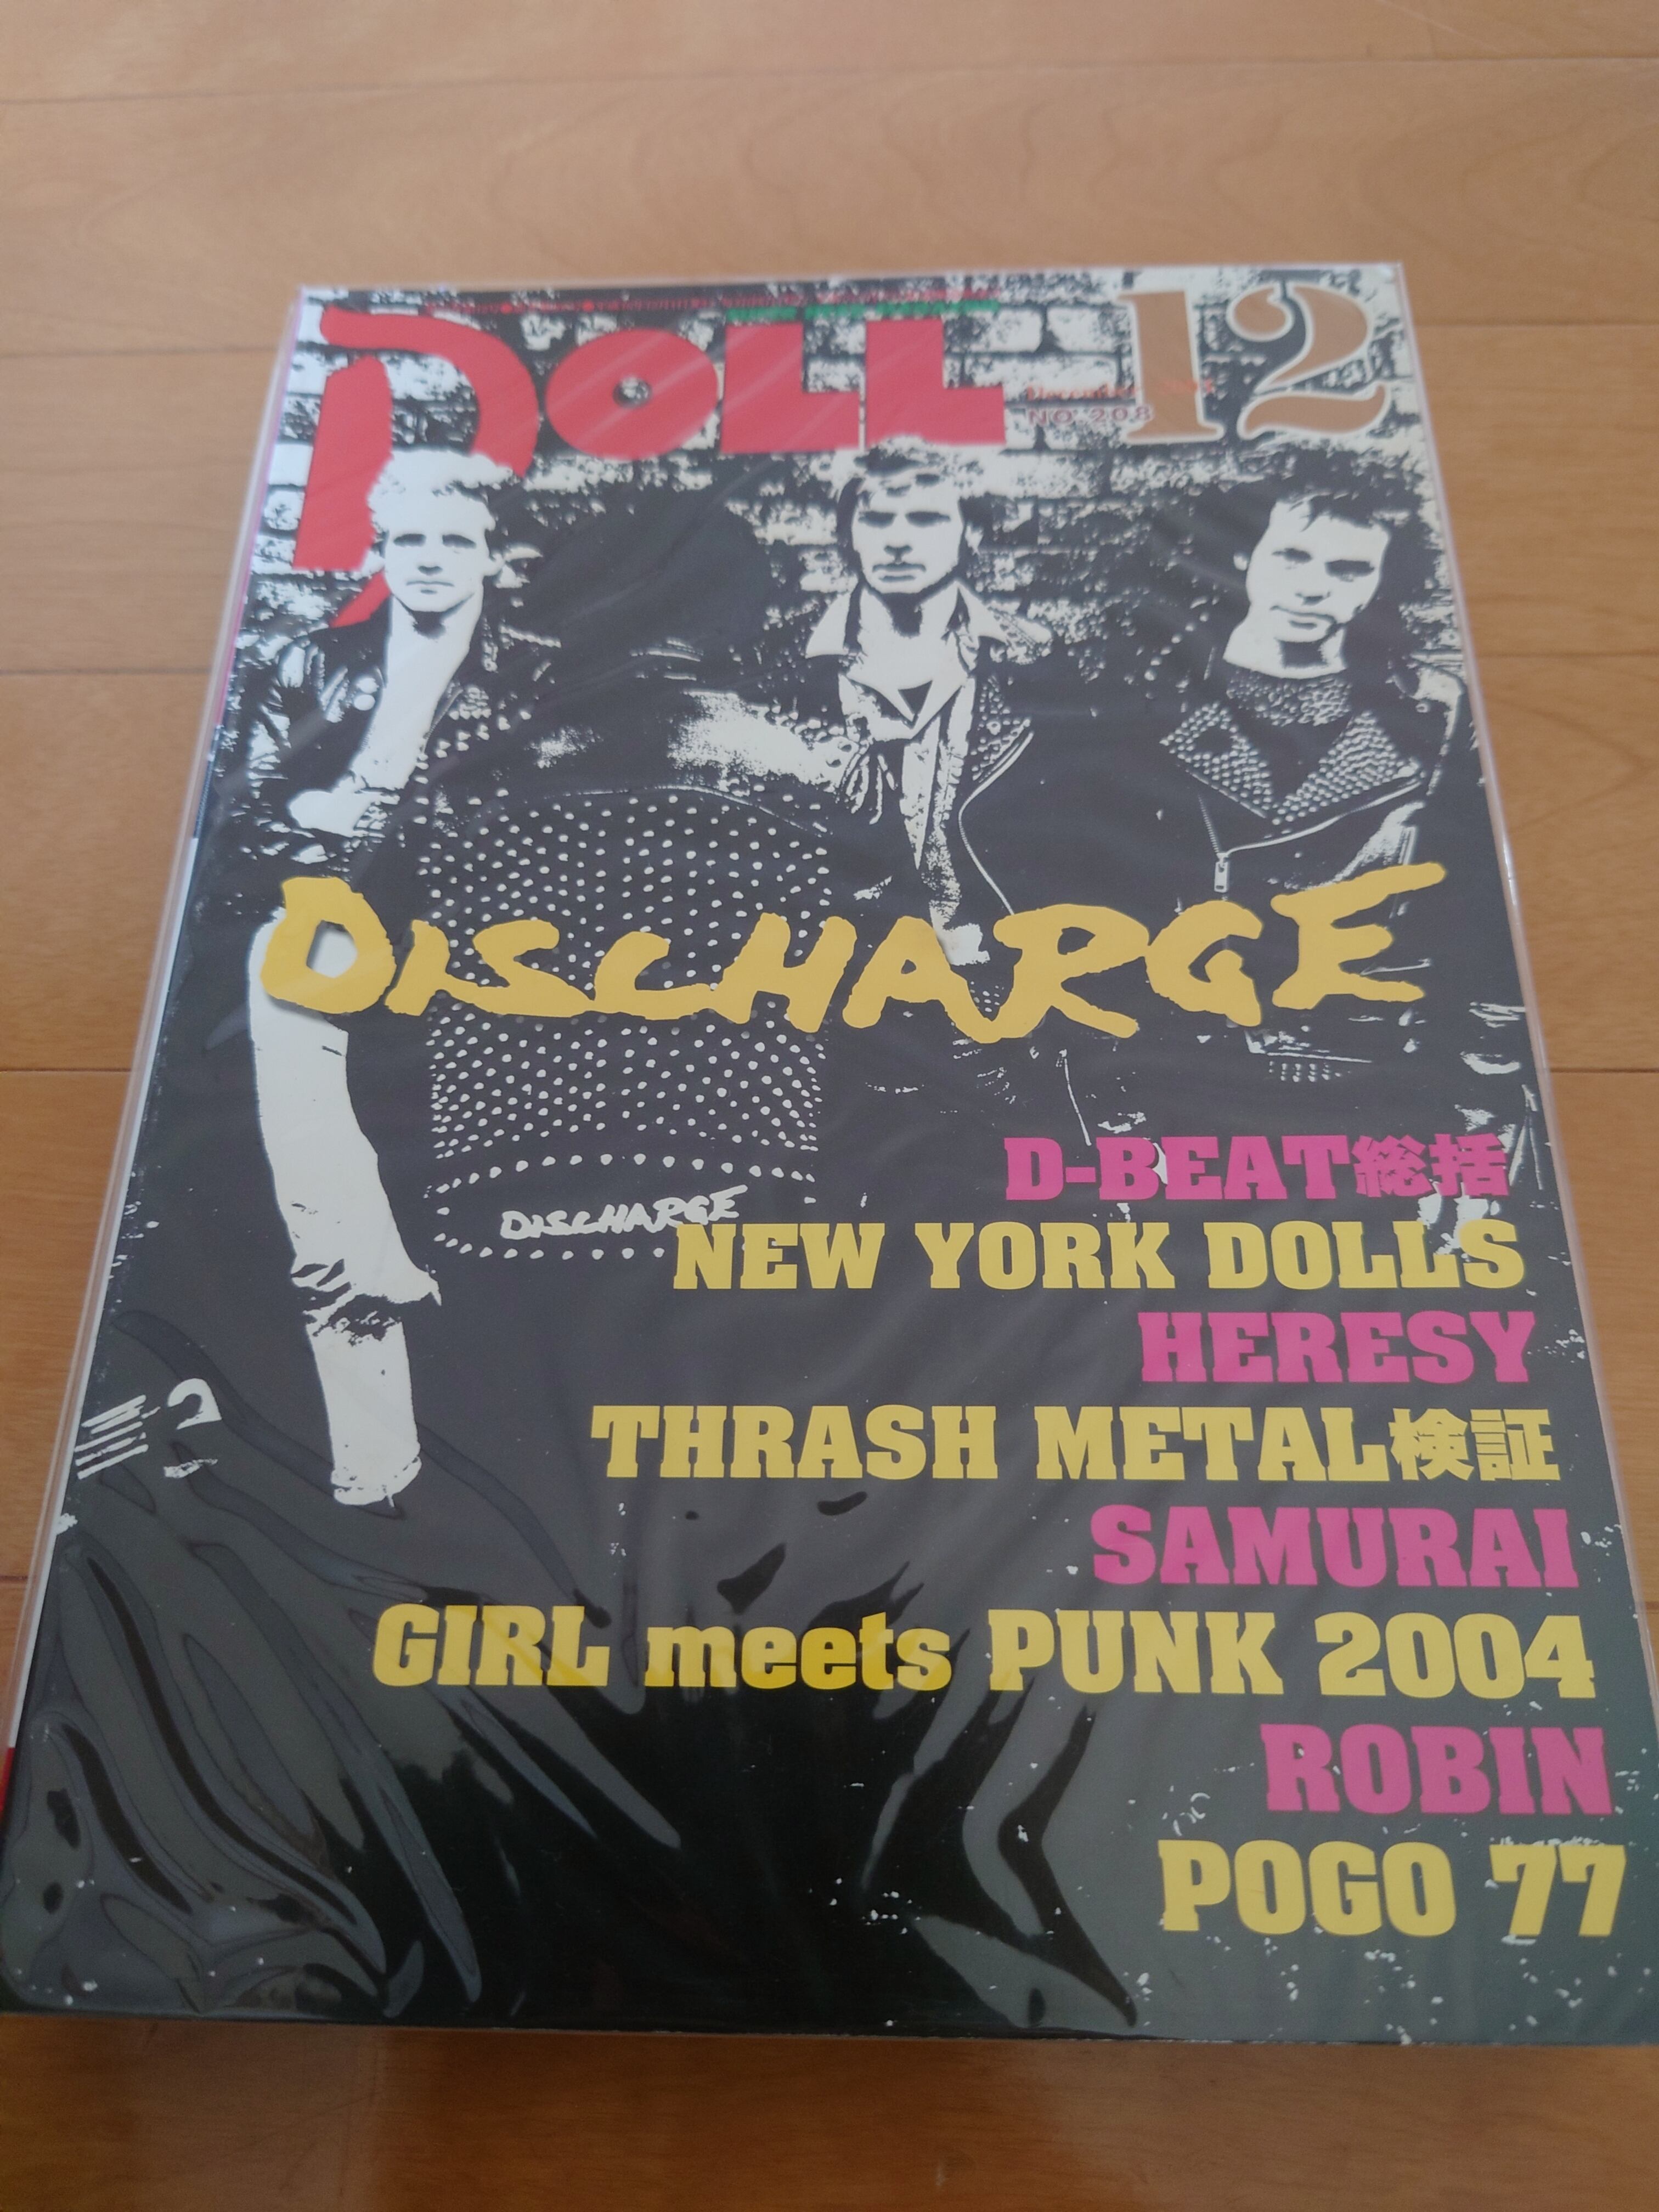 DOLL
12
NO. 208
DISCHARGE
DISCHARGE
D-BEAT総括
NEW YORK DOLLS
HERESY
THRASH METAL検証
SAMURAI
GIRL meets PUNK 2004
ROBIN
POGO 77